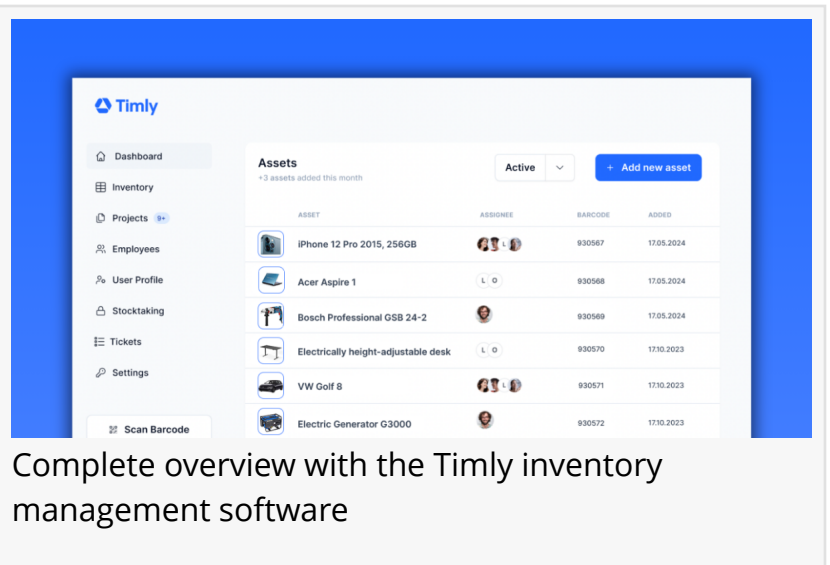 Timly
Dashboard
Inventory
Projects 9+
Employees
User Profile
Stocktaking
Tickets
Settings
Scan Barcode
Assets
+3 assets added this month
Active
+ Add new asset
ASSET ASSIGNEE BARCODE ADDED
iPhone 12 Pro 2015, 256GB L 930567 17.05.2024
Acer Aspire 1 L O 930568 17.05.2024
Bosch Professional GSB 24-2 930569 17.05.2024
Electrically height-adjustable desk L O 930570 17.10.2023
VW Golf 8 L 930571 17.10.2023
Electric Generator G3000 930572 17.10.2023
Complete overview with the Timly inventory
management software